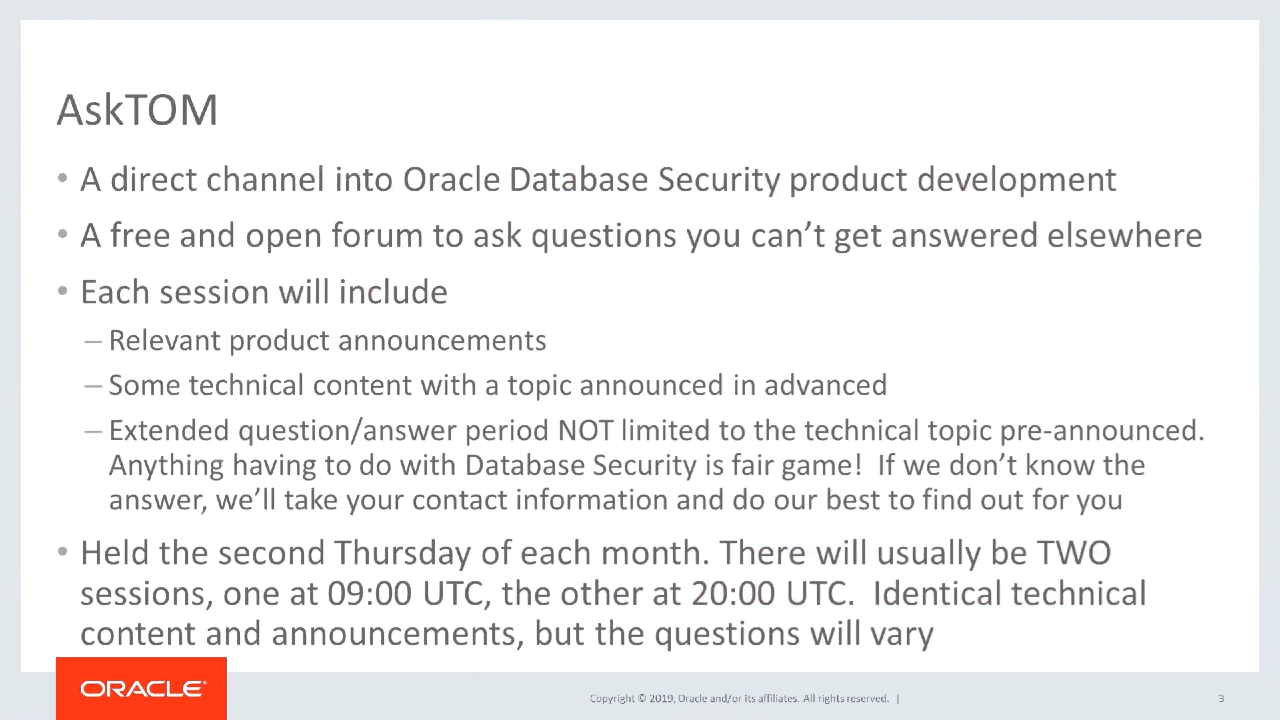 AskTOM
• A direct channel into Oracle Database Security product development
• A free and open forum to ask questions you can’t get answered elsewhere
• Each session will include
– Relevant product announcements
– Some technical content with a topic announced in advanced
– Extended question/answer period NOT limited to the technical topic pre-announced.
Anything having to do with Database Security is fair game!  If we don’t know the
answer, we’ll take your contact information and do our best to find out for you
• Held the second Thursday of each month. There will usually be TWO
sessions, one at 09:00 UTC, the other at 20:00 UTC.  Identical technical
content and announcements, but the questions will vary
ORACLE®
Copyright © 2019, Oracle and/or its affiliates. All rights reserved. |
3